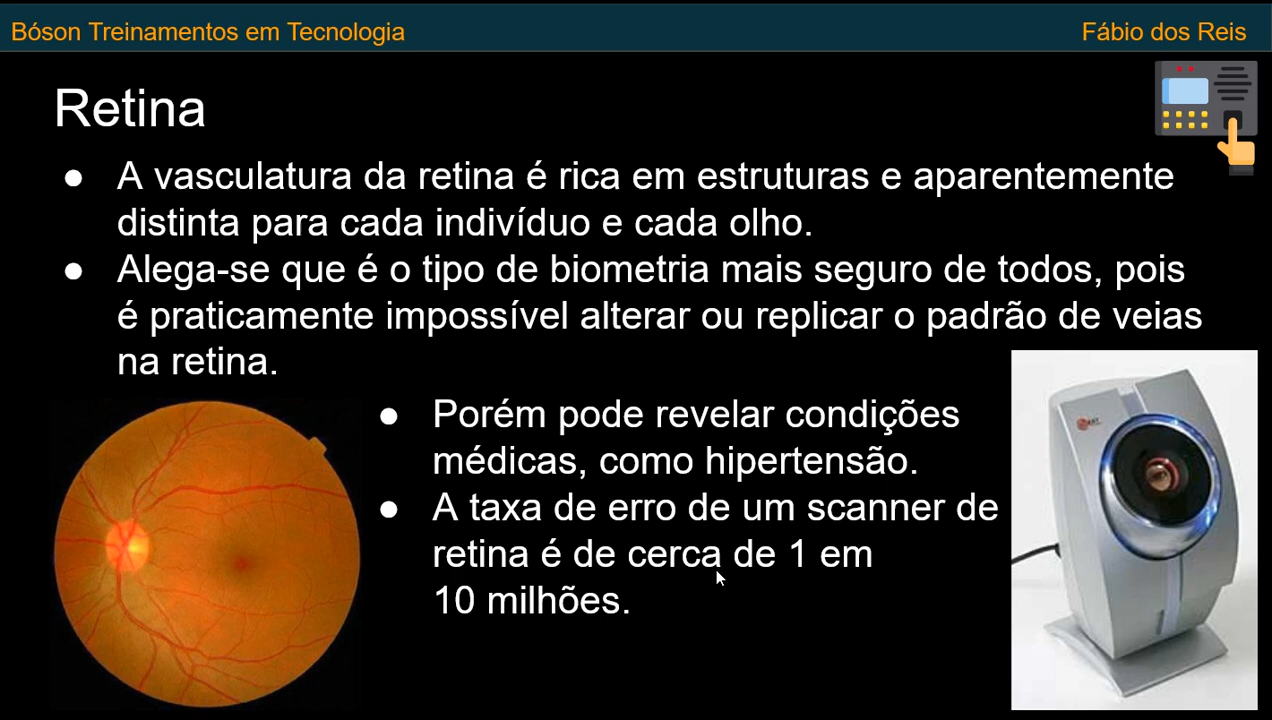 Bóson Treinamentos em Tecnologia
Fábio dos Reis
Retina
● A vasculatura da retina é rica em estruturas e aparentemente
distinta para cada indivíduo e cada olho.
● Alega-se que é o tipo de biometria mais seguro de todos, pois
é praticamente impossível alterar ou replicar o padrão de veias
na retina.
● Porém pode revelar condições
médicas, como hipertensão.
● A taxa de erro de um scanner de
retina é de cerca de 1 em
10 milhões.